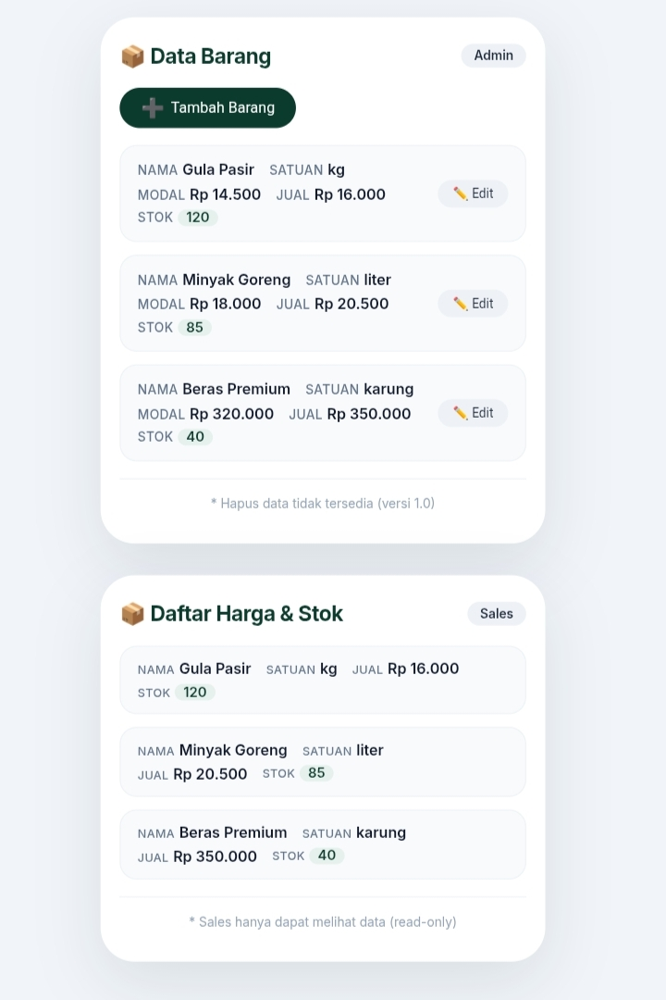 📦 Data Barang Admin
➕ Tambah Barang
NAMA Gula Pasir SATUAN kg
MODAL Rp 14.500 JUAL Rp 16.000
✏️ Edit
STOK 120
NAMA Minyak Goreng SATUAN liter
MODAL Rp 18.000 JUAL Rp 20.500
✏️ Edit
STOK 85
NAMA Beras Premium SATUAN karung
MODAL Rp 320.000 JUAL Rp 350.000
✏️ Edit
STOK 40
* Hapus data tidak tersedia (versi 1.0)
📦 Daftar Harga & Stok Sales
NAMA Gula Pasir SATUAN kg JUAL Rp 16.000
STOK 120
NAMA Minyak Goreng SATUAN liter
JUAL Rp 20.500 STOK 85
NAMA Beras Premium SATUAN karung
JUAL Rp 350.000 STOK 40
* Sales hanya dapat melihat data (read-only)